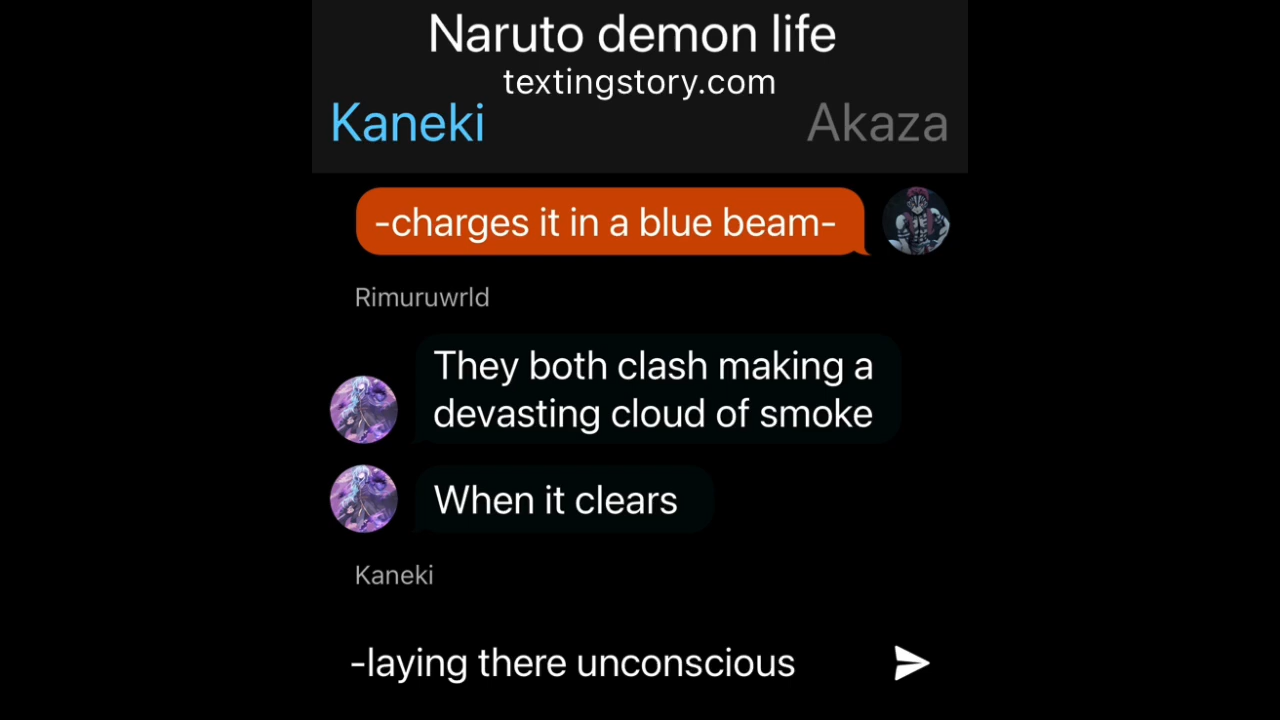 Naruto demon life
textingstory.com
Kaneki
Akaza
-charges it in a blue beam-
Rimuruwrld
They both clash making a
devasting cloud of smoke
When it clears
Kaneki
-laying there unconscious